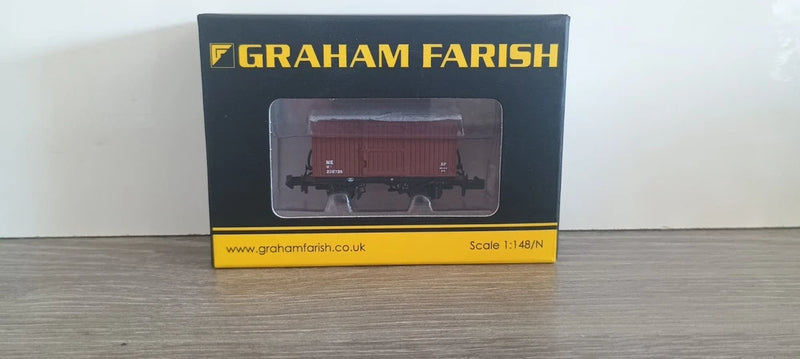 GRAHAM FARISH
NE
www.grahamfarish.co.uk
Scale 1:148/N